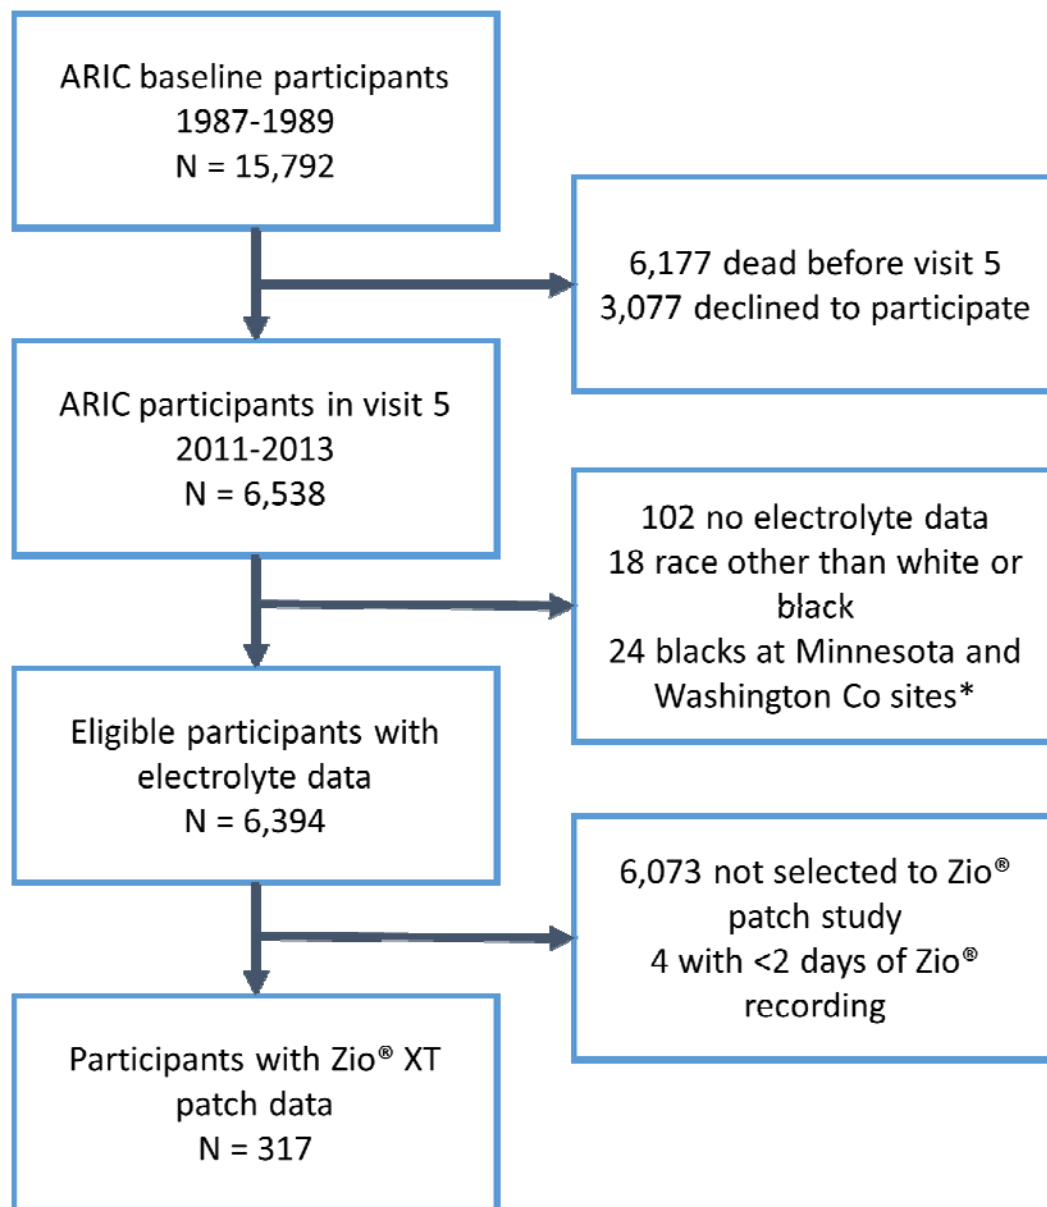 ARIC baseline participants
1987-1989
N = 15,792
6,177 dead before visit 5
3,077 declined to participate
ARIC participants in visit 5
2011-2013
N = 6,538
102 no electrolyte data
18 race other than white or
black
24 blacks at Minnesota and
Washington Co sites*
Eligible participants with
electrolyte data
N = 6,394
6,073 not selected to Zio®
patch study
4 with <2 days of Zio®
recording
Participants with Zio® XT
patch data
N = 317